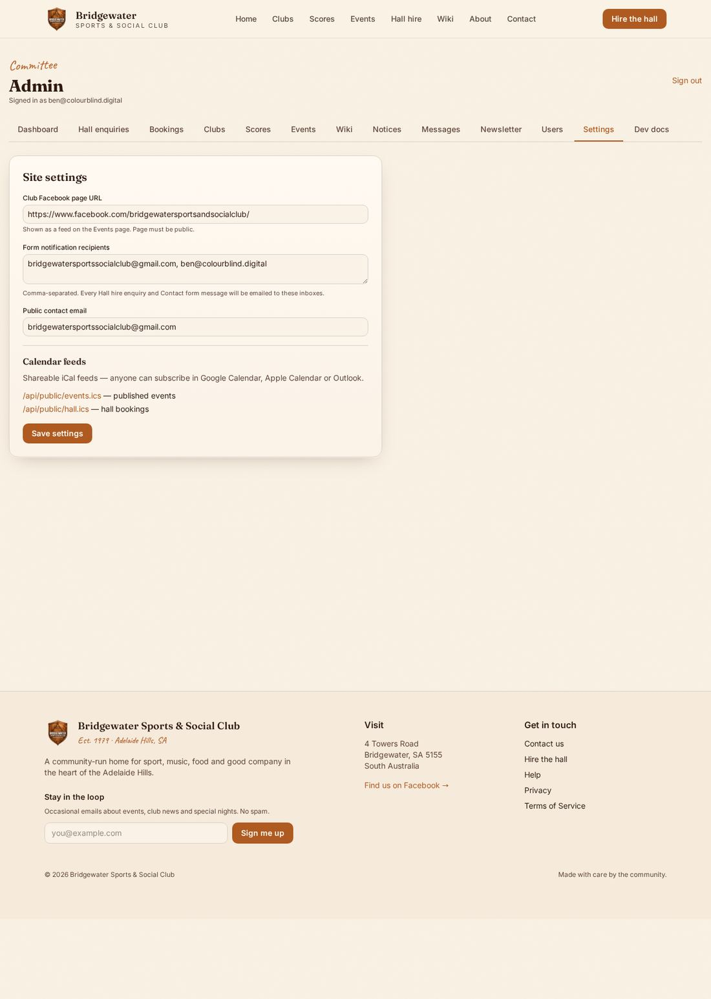 Bridgewater
SPORTS & SOCIAL CLUB
Home Clubs Scores Events Hall hire Wiki About Contact
Hire the hall
Committee
Admin
Signed in as ben@colourblind.digital
Sign out
Dashboard Hall enquiries Bookings Clubs Scores Events Wiki Notices Messages Newsletter Users Settings Dev docs
Site settings
Club Facebook page URL
https://www.facebook.com/bridgewatersportsandsocialclub/
Shown as a feed on the Events page. Page must be public.
Form notification recipients
bridgewatersportssocialclub@gmail.com, ben@colourblind.digital
Comma-separated. Every Hall hire enquiry and Contact form message will be emailed to these inboxes.
Public contact email
bridgewatersportssocialclub@gmail.com
Calendar feeds
Shareable iCal feeds — anyone can subscribe in Google Calendar, Apple Calendar or Outlook.
/api/public/events.ics — published events
/api/public/hall.ics — hall bookings
Save settings
BRIDGEWATER
Bridgewater Sports & Social Club
Est. 1979 · Adelaide Hills, SA
A community-run home for sport, music, food and good company in
the heart of the Adelaide Hills.
Stay in the loop
Occasional emails about events, club news and special nights. No spam.
you@example.com
Sign me up
Visit
4 Towers Road
Bridgewater, SA 5155
South Australia
Find us on Facebook →
Get in touch
Contact us
Hire the hall
Help
Privacy
Terms of Service
© 2026 Bridgewater Sports & Social Club
Made with care by the community.